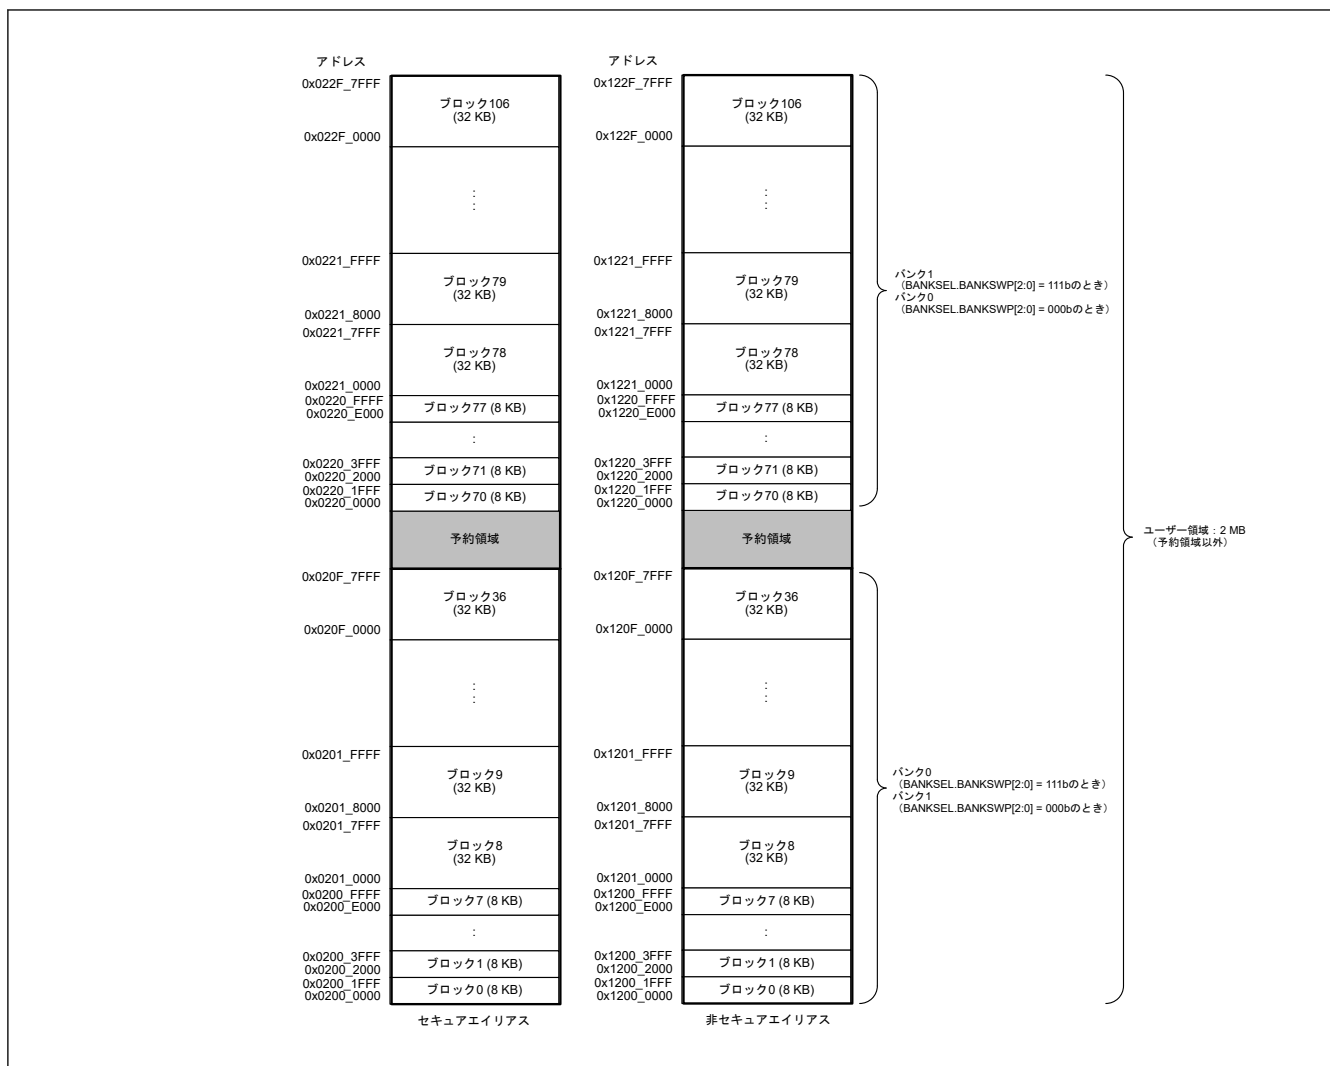 アドレス
0x022F_7FFF
ブロック106
(32 KB)
0x022F_0000
:
:
0x0221_FFFF
ブロック79
(32 KB)
0x0221_8000
0x0221_7FFF
ブロック78
(32 KB)
0x0221_0000
0x0220_FFFF
ブロック77 (8 KB)
0x0220_E000
:
0x0220_3FFF
ブロック71 (8 KB)
0x0220_2000
0x0220_1FFF
ブロック70 (8 KB)
0x0220_0000
予約領域
0x020F_7FFF
ブロック36
(32 KB)
0x020F_0000
:
:
0x0201_FFFF
ブロック9
(32 KB)
0x0201_8000
0x0201_7FFF
ブロック8
(32 KB)
0x0201_0000
0x0200_FFFF
ブロック7 (8 KB)
0x0200_E000
:
0x0200_3FFF
ブロック1 (8 KB)
0x0200_2000
0x0200_1FFF
ブロック0 (8 KB)
0x0200_0000
セキュアエイリアス
アドレス
0x122F_7FFF
ブロック106
(32 KB)
0x122F_0000
:
:
0x1221_FFFF
ブロック79
(32 KB)
0x1221_8000
0x1221_7FFF
ブロック78
(32 KB)
0x1221_0000
0x1220_FFFF
ブロック77 (8 KB)
0x1220_E000
:
0x1220_3FFF
ブロック71 (8 KB)
0x1220_2000
0x1220_1FFF
ブロック70 (8 KB)
0x1220_0000
予約領域
0x120F_7FFF
ブロック36
(32 KB)
0x120F_0000
:
:
0x1201_FFFF
ブロック9
(32 KB)
0x1201_8000
0x1201_7FFF
ブロック8
(32 KB)
0x1201_0000
0x1200_FFFF
ブロック7 (8 KB)
0x1200_E000
:
0x1200_3FFF
ブロック1 (8 KB)
0x1200_2000
0x1200_1FFF
ブロック0 (8 KB)
0x1200_0000
非セキュアエイリアス
バンク1
（BANKSEL.BANKSWP[2:0] = 111bのとき）
バンク0
（BANKSEL.BANKSWP[2:0] = 000bのとき）
バンク0
（BANKSEL.BANKSWP[2:0] = 111bのとき）
バンク1
（BANKSEL.BANKSWP[2:0] = 000bのとき）
ユーザー領域：2 MB
（予約領域以外）